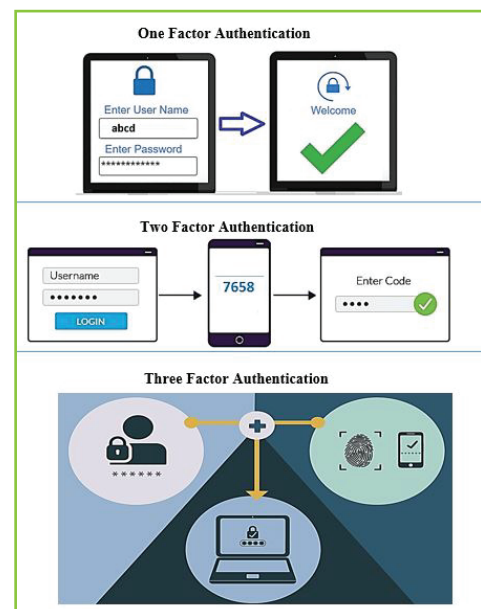 One Factor Authentication
Enter User Name
abcd
Enter Password
************
Welcome
Two Factor Authentication
Username
•••••••
LOGIN
7658
Enter Code
••••
Three Factor Authentication
******